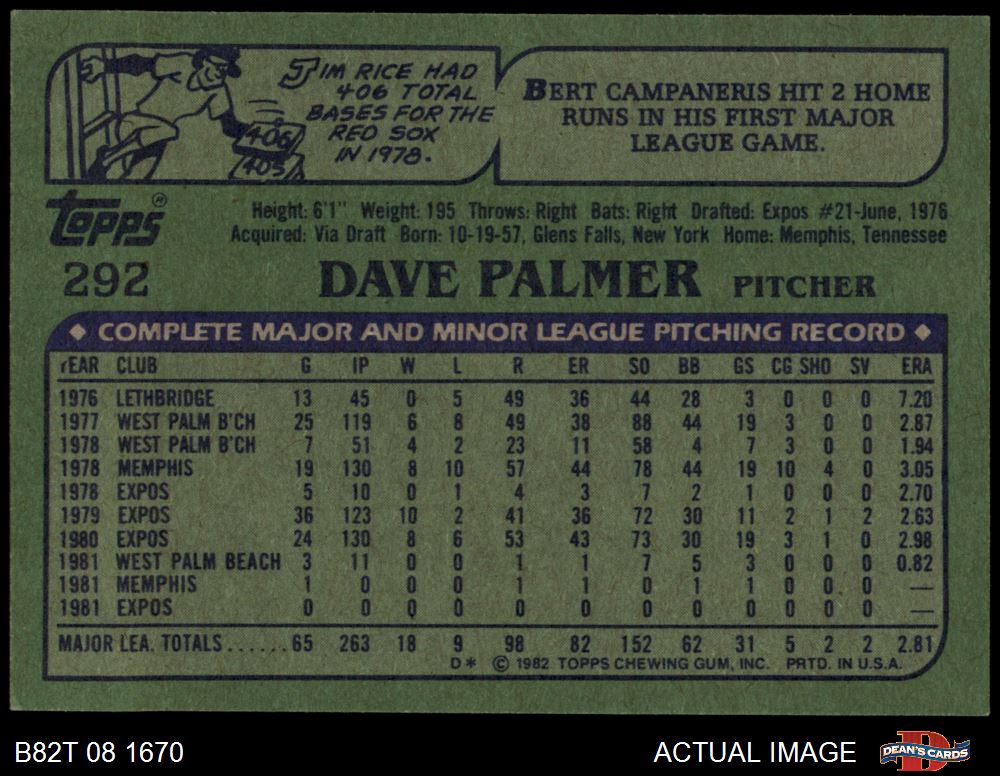 JIM RICE HAD
406 TOTAL
BASES FOR THE
RED SOX
IN 1978.
406
405
BERT CAMPANERIS HIT 2 HOME
RUNS IN HIS FIRST MAJOR
LEAGUE GAME.
Topps®
Height: 6'1" Weight: 195 Throws: Right Bats: Right Drafted: Expos #21-June, 1976
Acquired: Via Draft Born: 10-19-57, Glens Falls, New York Home: Memphis, Tennessee
292 DAVE PALMER PITCHER
◆ COMPLETE MAJOR AND MINOR LEAGUE PITCHING RECORD ◆
YEAR CLUB G IP W L R ER SO BB GS CG SHO SV ERA
1976 LETHBRIDGE 13 45 0 5 49 36 44 28 3 0 0 0 7.20
1977 WEST PALM B'CH 25 119 6 8 49 38 88 44 19 3 0 0 2.87
1978 WEST PALM B'CH 7 51 4 2 23 11 58 4 7 3 0 0 1.94
1978 MEMPHIS 19 130 8 10 57 44 78 44 19 10 4 0 3.05
1978 EXPOS 5 10 0 1 4 3 7 2 1 0 0 0 2.70
1979 EXPOS 36 123 10 2 41 36 72 30 11 2 1 2 2.63
1980 EXPOS 24 130 8 6 53 43 73 30 19 3 1 0 2.98
1981 WEST PALM BEACH 3 11 0 0 1 1 7 5 3 0 0 0 0.82
1981 MEMPHIS 1 0 0 0 1 1 0 1 1 0 0 0 —
1981 EXPOS 0 0 0 0 0 0 0 0 0 0 0 0 —
MAJOR LEA. TOTALS......65 263 18 9 98 82 152 62 31 5 2 2 2.81
D* © 1982 TOPPS CHEWING GUM, INC. PRTD. IN U.S.A.
B82T 08 1670 ACTUAL IMAGE DEAN'S CARDS